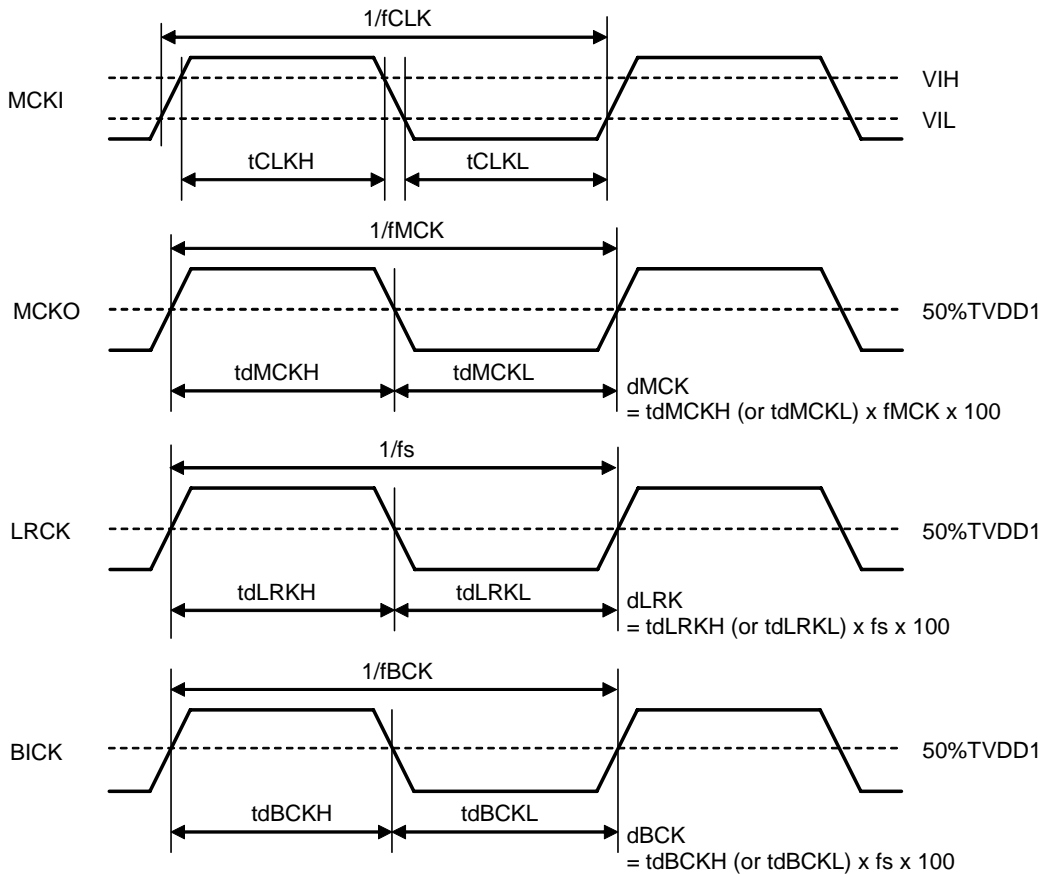 1/fCLK
MCKI
VIH
VIL
tCLKH
tCLKL
1/fMCK
MCKO
50%TVDD1
tdMCKH
tdMCKL
dMCK
= tdMCKH (or tdMCKL) x fMCK x 100
1/fs
LRCK
50%TVDD1
tdLRKH
tdLRKL
dLRK
= tdLRKH (or tdLRKL) x fs x 100
1/fBCK
BICK
50%TVDD1
tdBCKH
tdBCKL
dBCK
= tdBCKH (or tdBCKL) x fs x 100